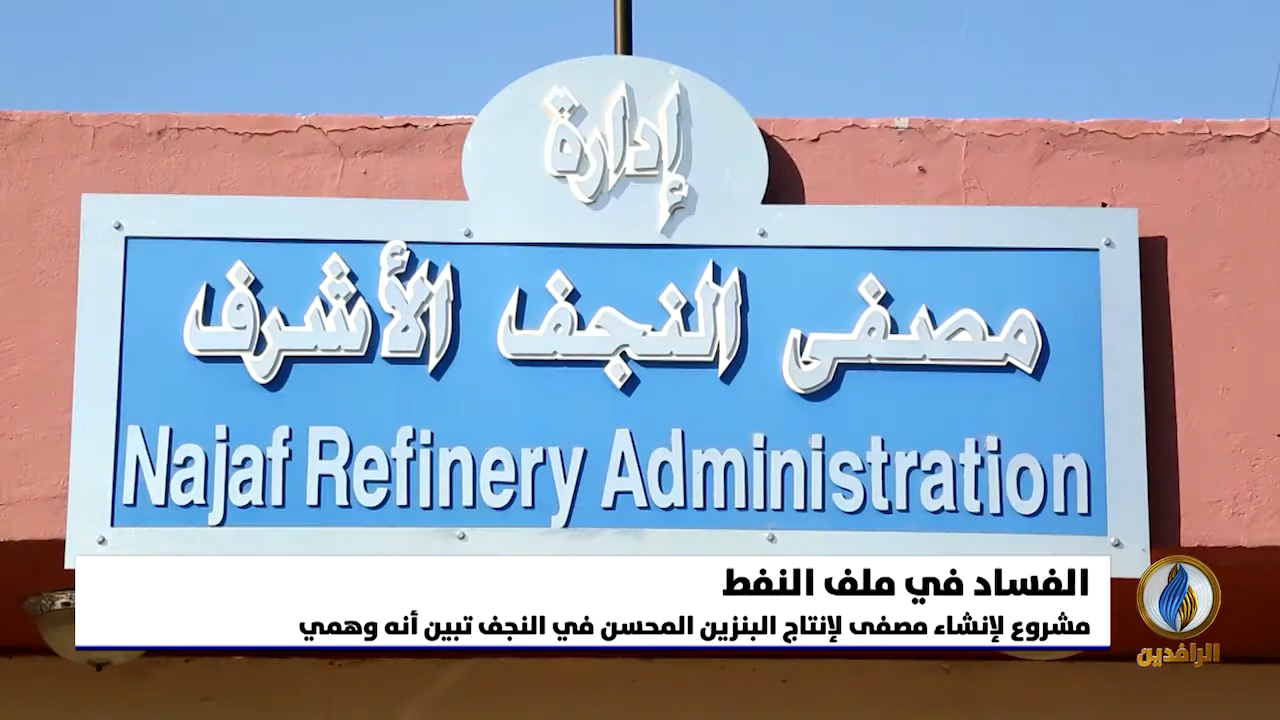 إدارة
مصفى النجف الأشرف
Najaf Refinery Administration
الفساد في ملف النفط
مشروع لإنشاء مصفى لإنتاج البنزين المحسن في النجف تبين أنه وهمي
الرافدين